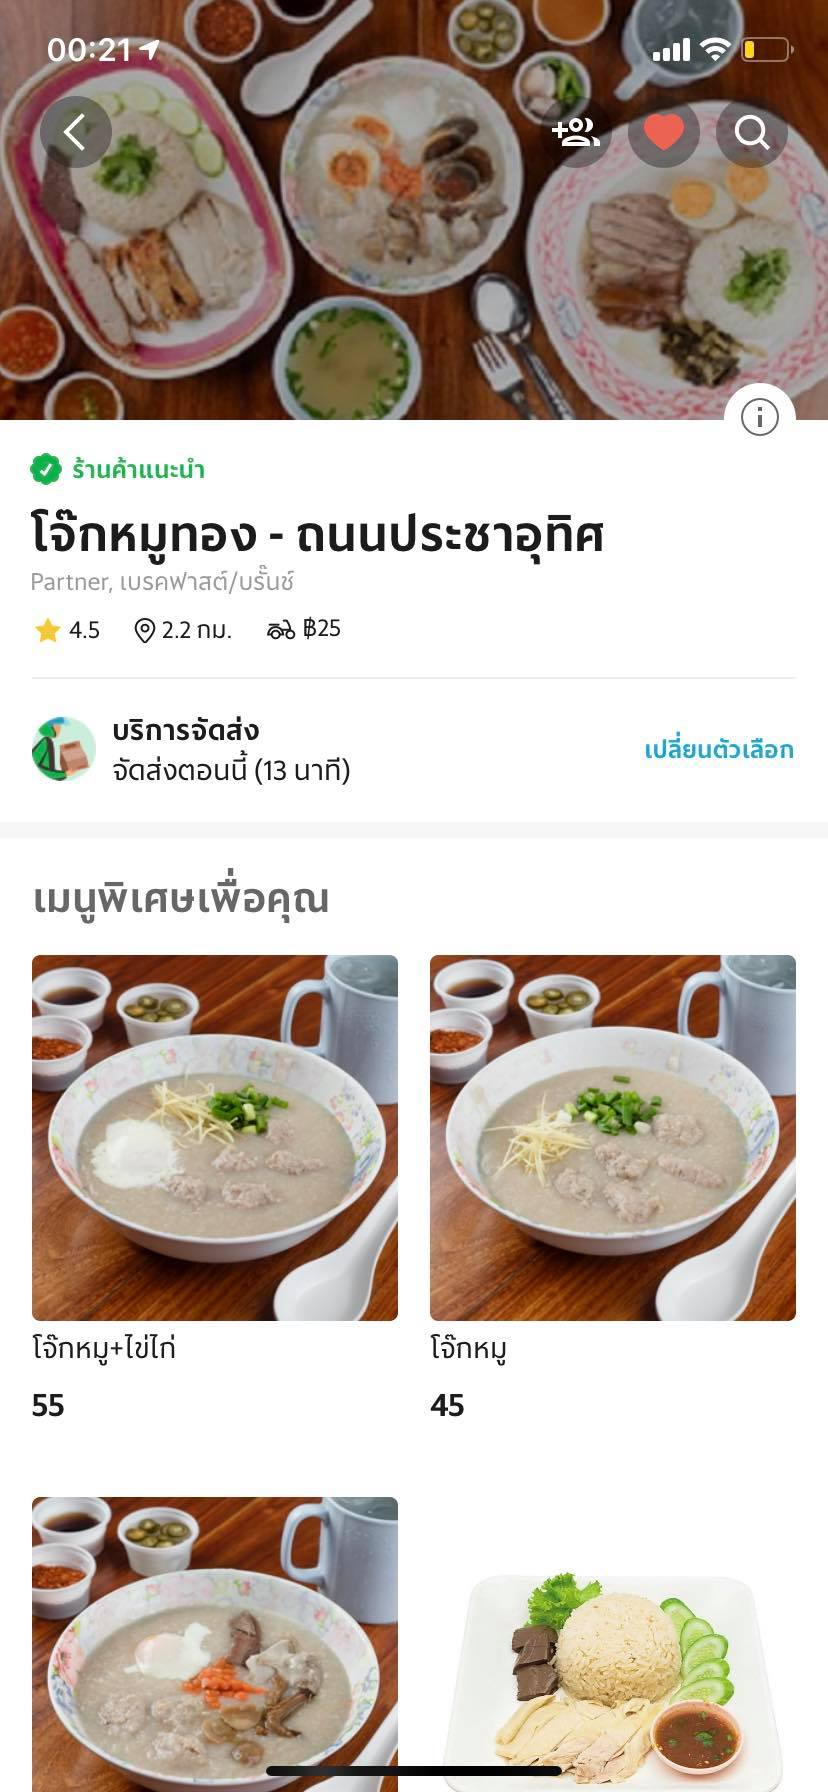 00:21
ร้านค้าแนะนำ
โจ๊กหมูทอง - ถนนประชาอุทิศ
Partner, เบรคฟาสต์/บรั๊นช์
4.5 2.2 กม. ฿25
บริการจัดส่ง
จัดส่งตอนนี้ (13 นาที)
เปลี่ยนตัวเลือก
เมนูพิเศษเพื่อคุณ
โจ๊กหมู+ไข่ไก่
55
โจ๊กหมู
45